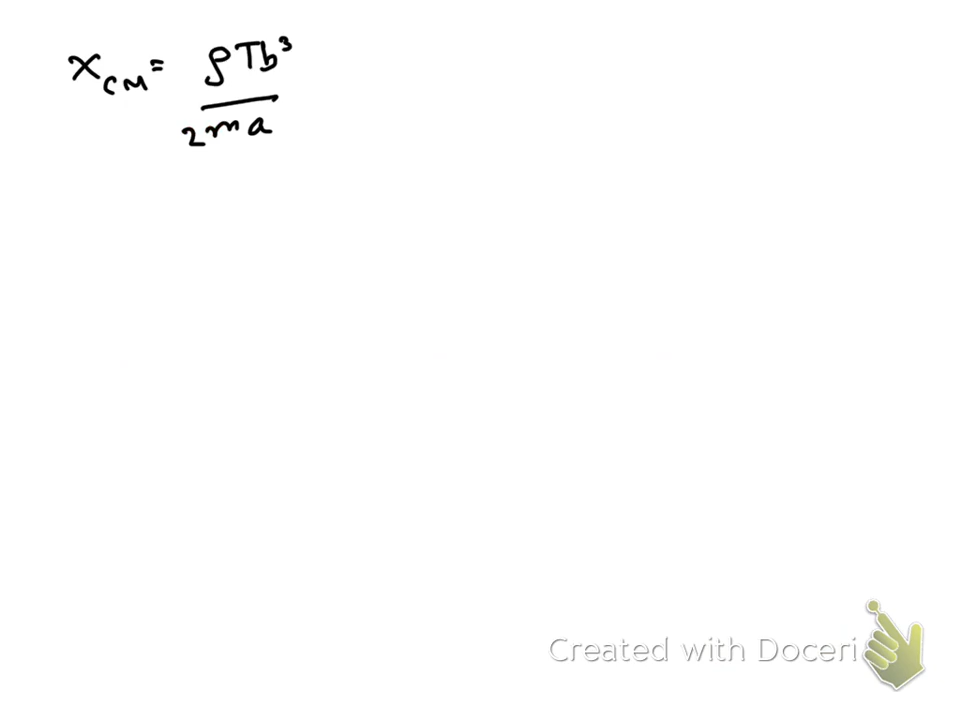 x_CM = ρTb³
2ma
Created with Doceri